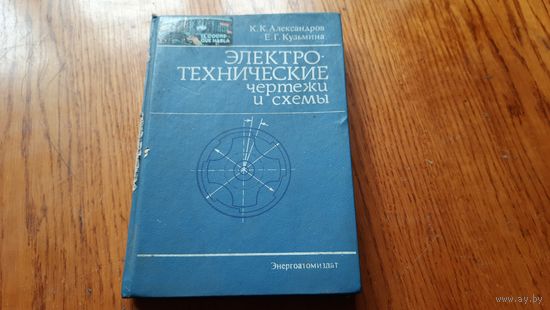 К. К. Александров
Е. Г. Кузьмина
ЭЛЕКТРО-
ТЕХНИЧЕСКИЕ
чертежи
и схемы
Энергоатомиздат
www.ay.by